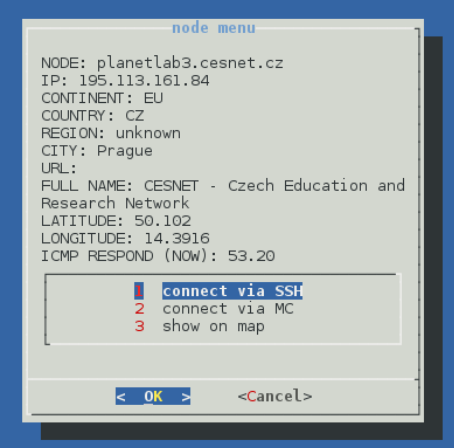 node menu
NODE: planetlab3.cesnet.cz
IP: 195.113.161.84
CONTINENT: EU
COUNTRY: CZ
REGION: unknown
CITY: Prague
URL:
FULL NAME: CESNET - Czech Education and
Research Network
LATITUDE: 50.102
LONGITUDE: 14.3916
ICMP RESPOND (NOW): 53.20
1 connect via SSH
2 connect via MC
3 show on map
< OK > <Cancel>